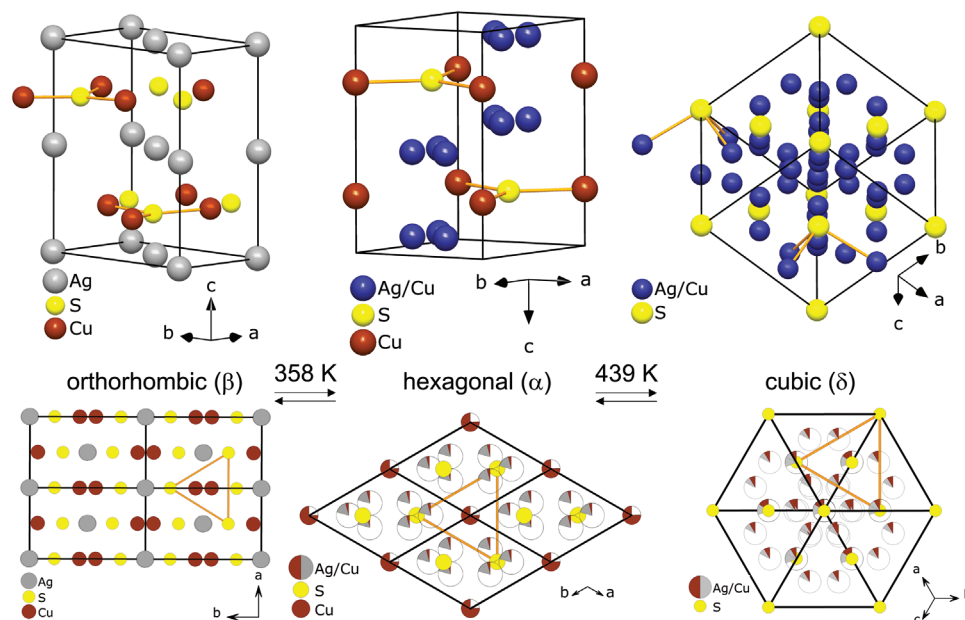 Ag
S
Cu
c
b
a
Ag/Cu
S
Cu
b
a
c
Ag/Cu
S
b
a
c
orthorhombic (β)
358 K
hexagonal (α)
439 K
cubic (δ)
Ag
S
Cu
a
b
Ag/Cu
S
Cu
b
a
Ag/Cu
S
a
c